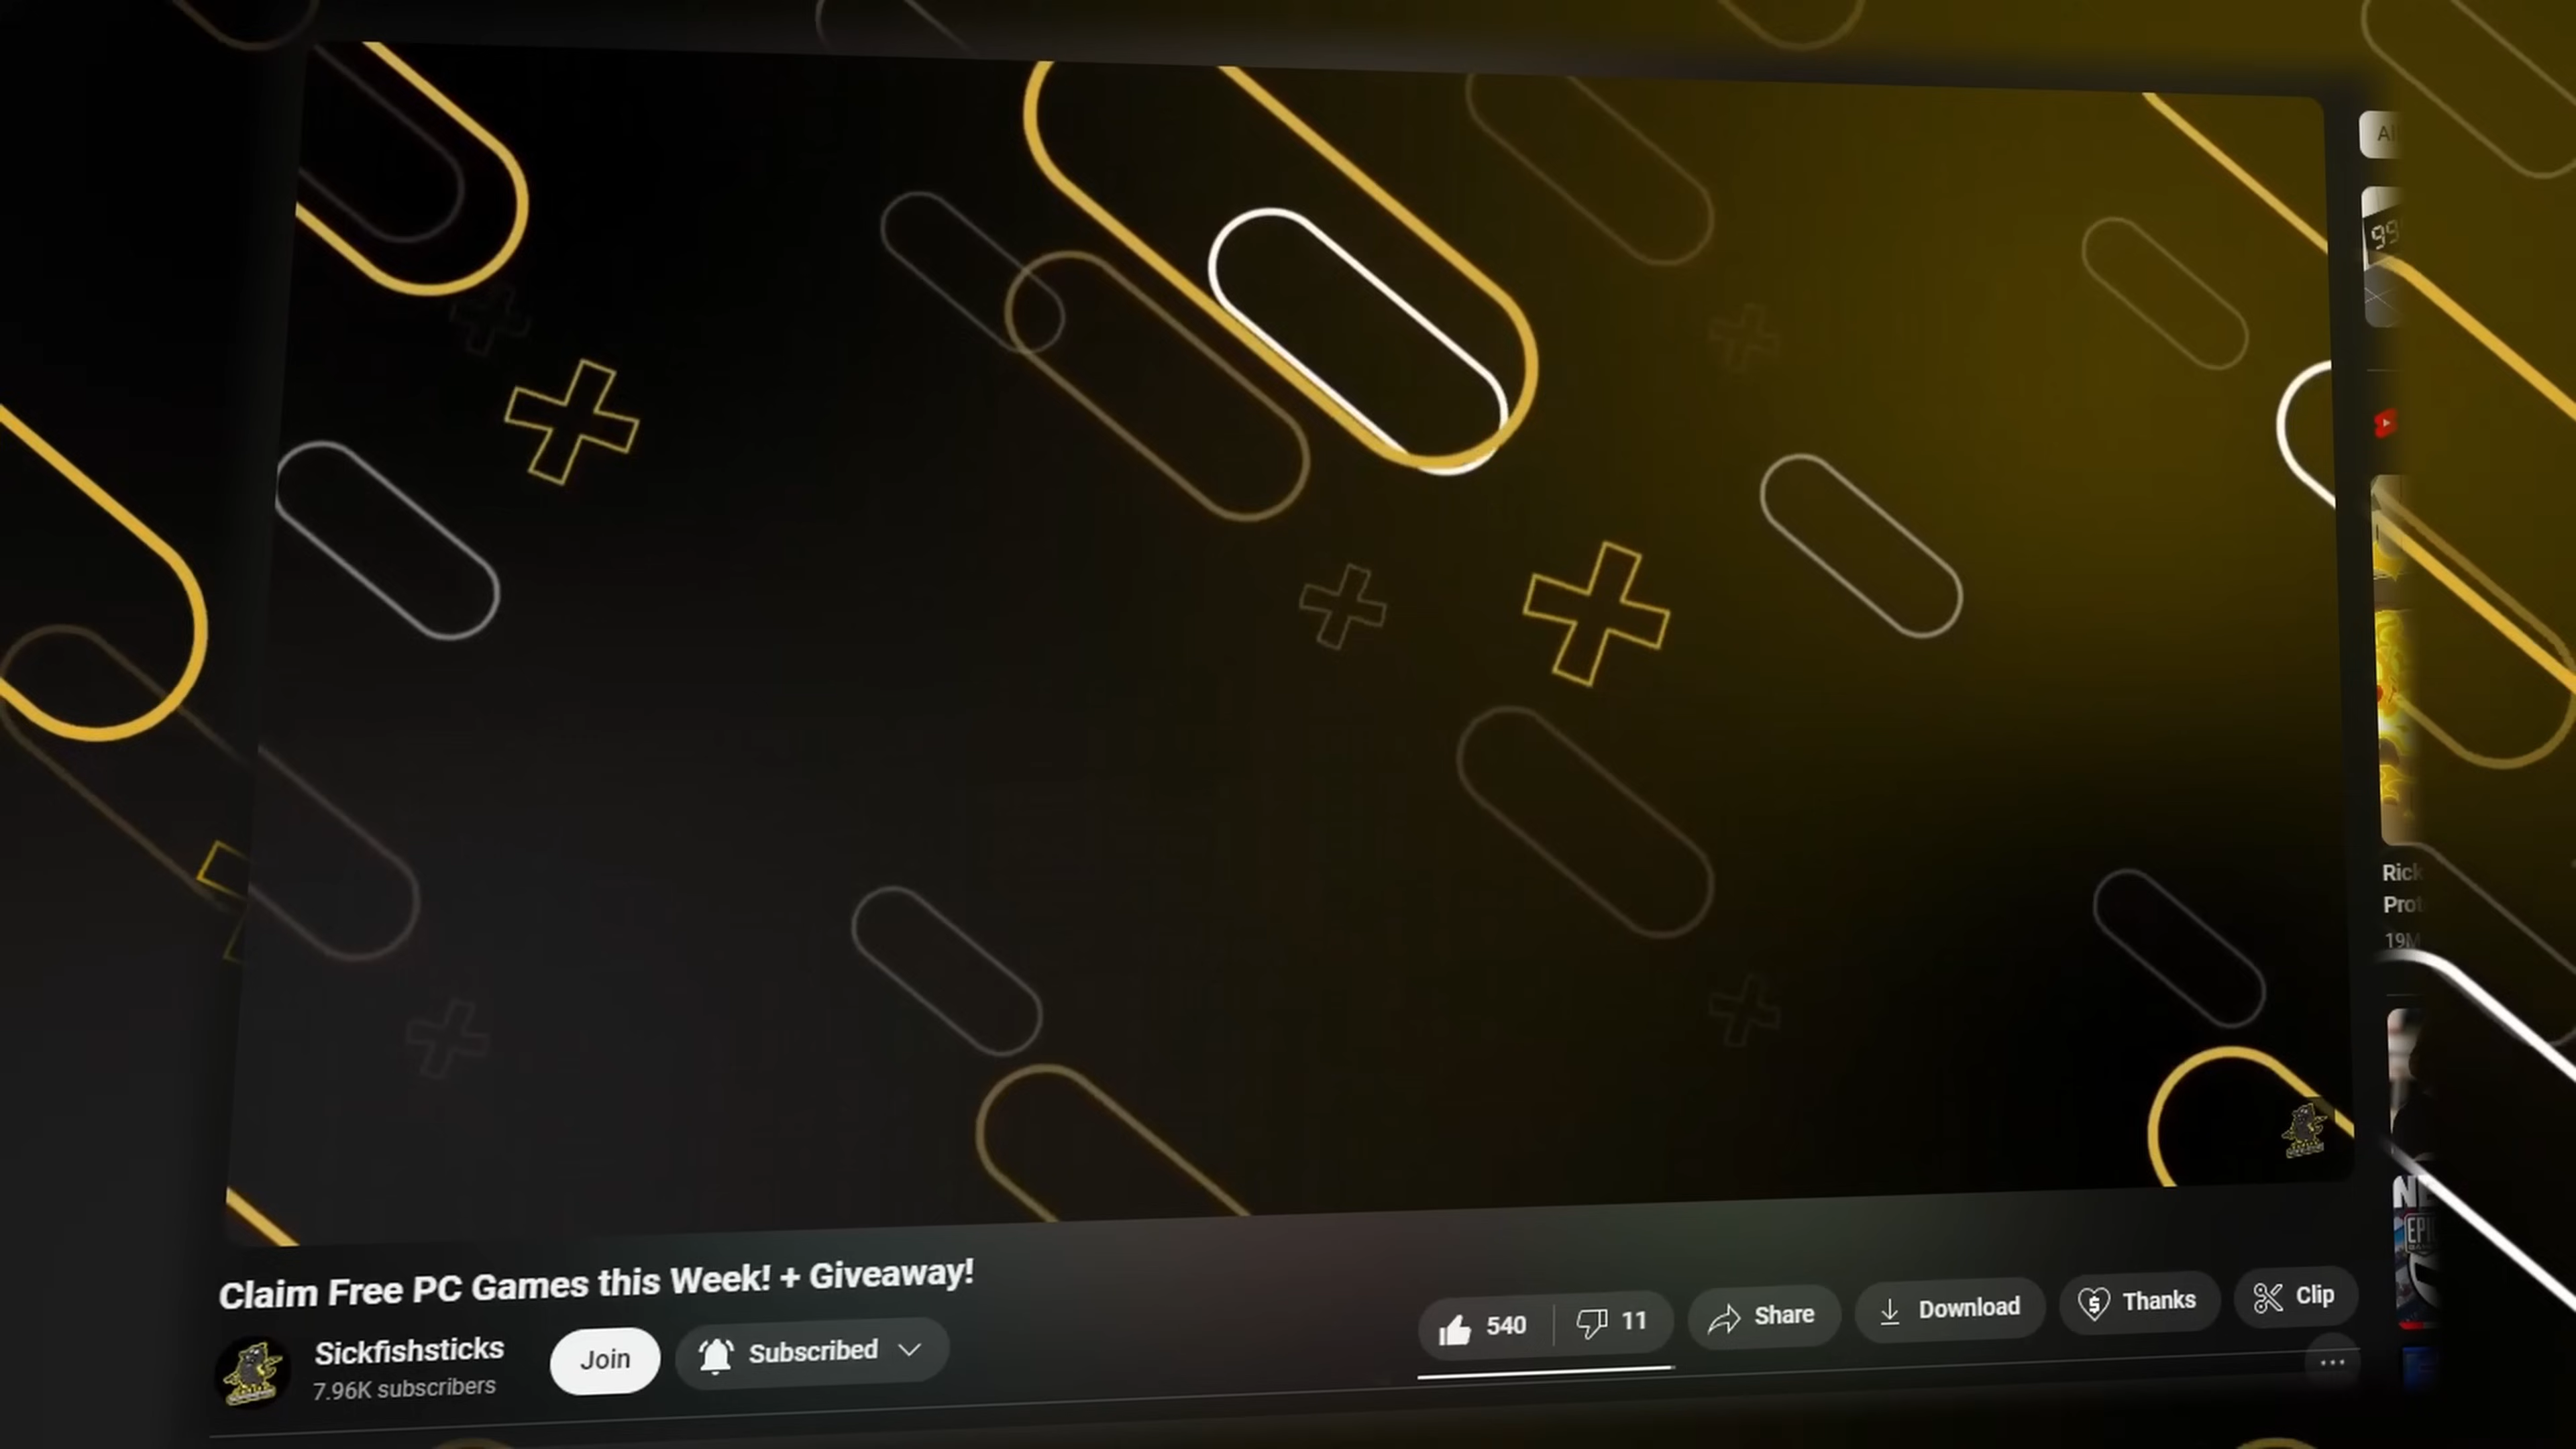 Claim Free PC Games this Week! + Giveaway!
Sickfishsticks
7.96K subscribers
Join
Subscribed
540
11
Share
Download
Thanks
Clip
19M